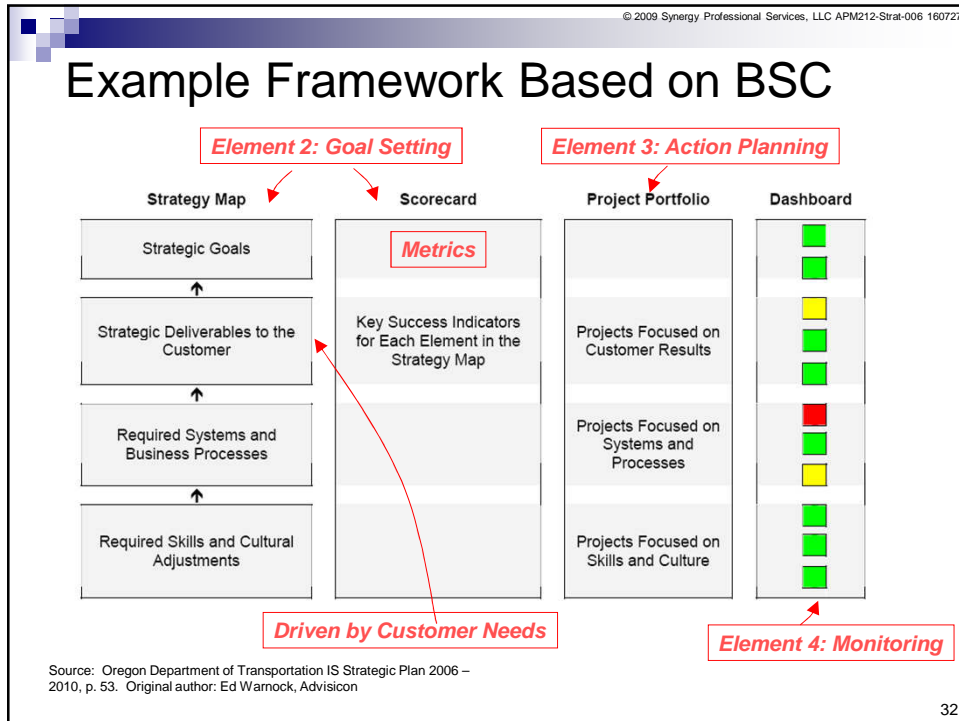 © 2009 Synergy Professional Services, LLC APM212-Strat-006 160727
Example Framework Based on BSC
Element 2: Goal Setting
Element 3: Action Planning
Strategy Map
Scorecard
Project Portfolio
Dashboard
Strategic Goals
Metrics
Strategic Deliverables to the
Customer
Key Success Indicators
for Each Element in the
Strategy Map
Projects Focused on
Customer Results
Required Systems and
Business Processes
Projects Focused on
Systems and
Processes
Required Skills and Cultural
Adjustments
Projects Focused on
Skills and Culture
Driven by Customer Needs
Element 4: Monitoring
Source: Oregon Department of Transportation IS Strategic Plan 2006 –
2010, p. 53. Original author: Ed Warnock, Advisicon
32